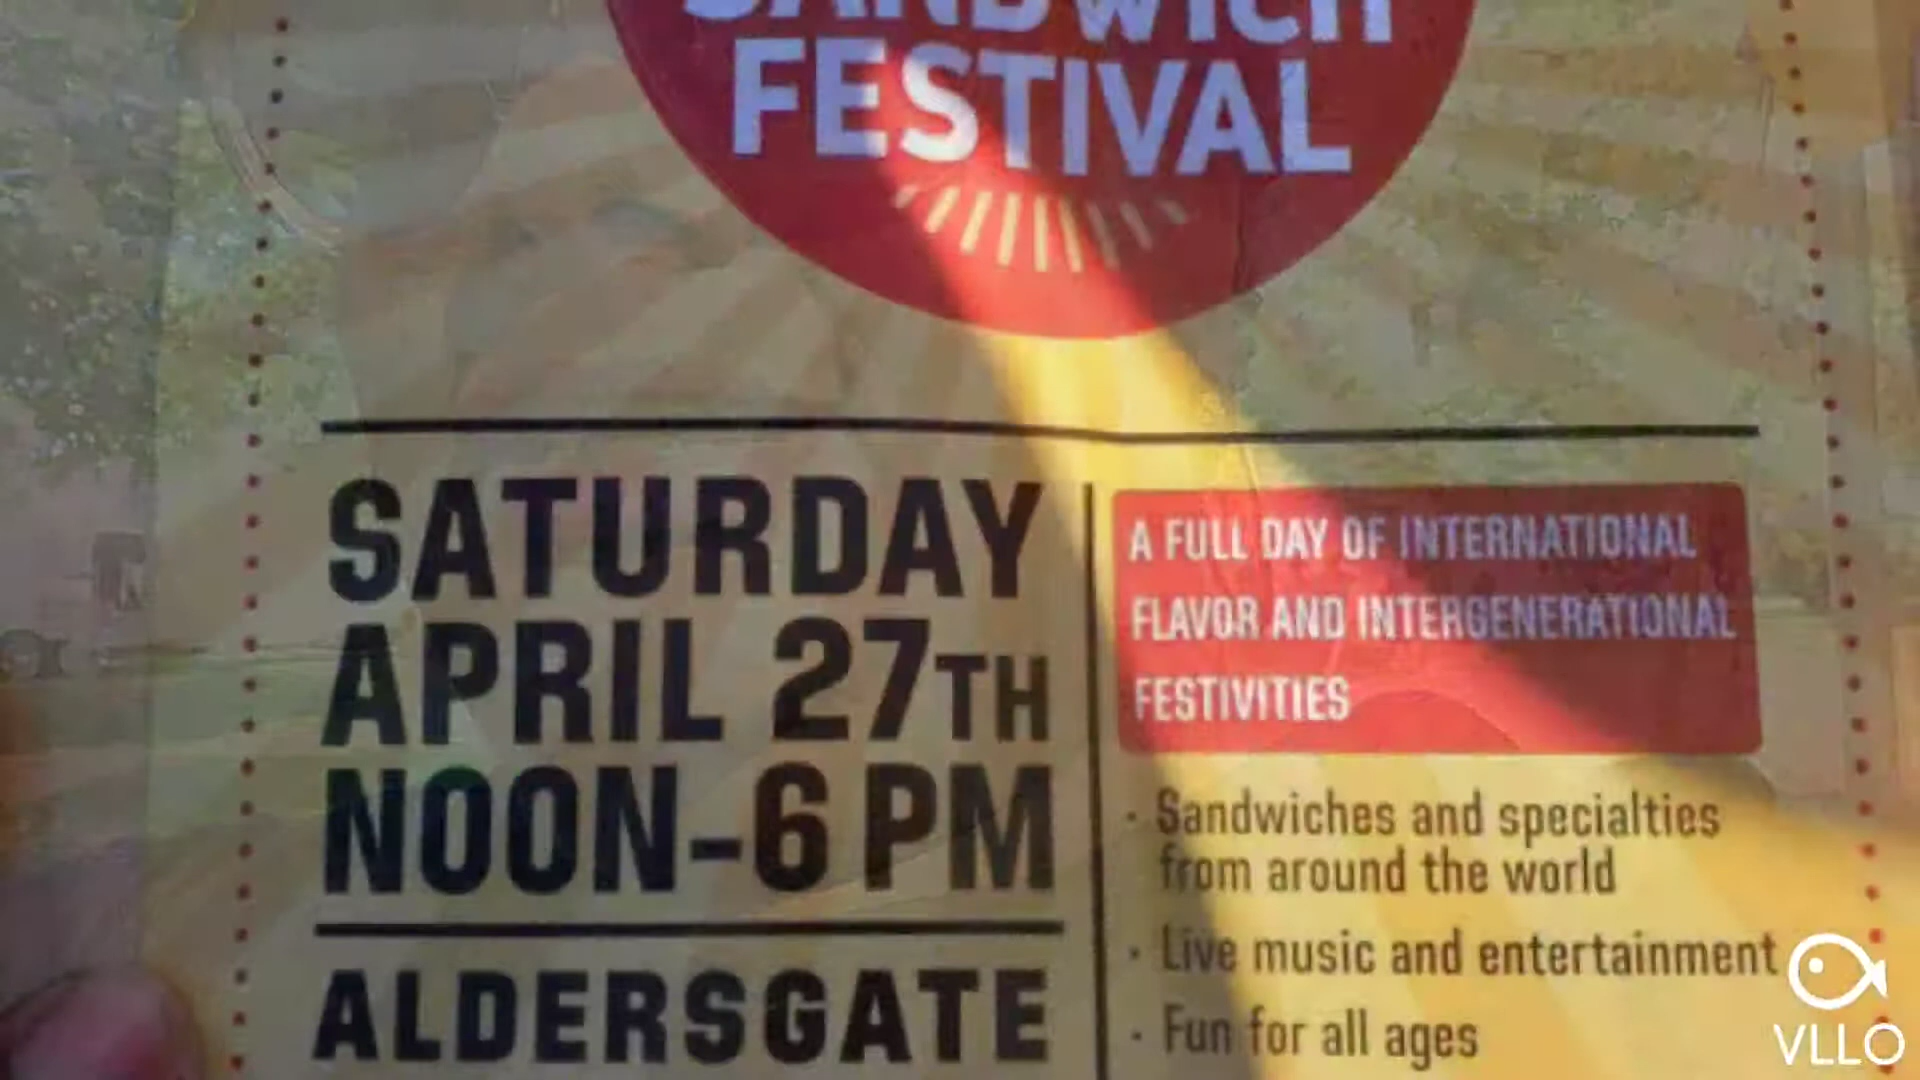 SANDWICH
FESTIVAL
SATURDAY
APRIL 27TH
NOON-6 PM
ALDERSGATE
A FULL DAY OF INTERNATIONAL
FLAVOR AND INTERGENERATIONAL
FESTIVITIES
· Sandwiches and specialties
from around the world
· Live music and entertainment
· Fun for all ages
VLLO